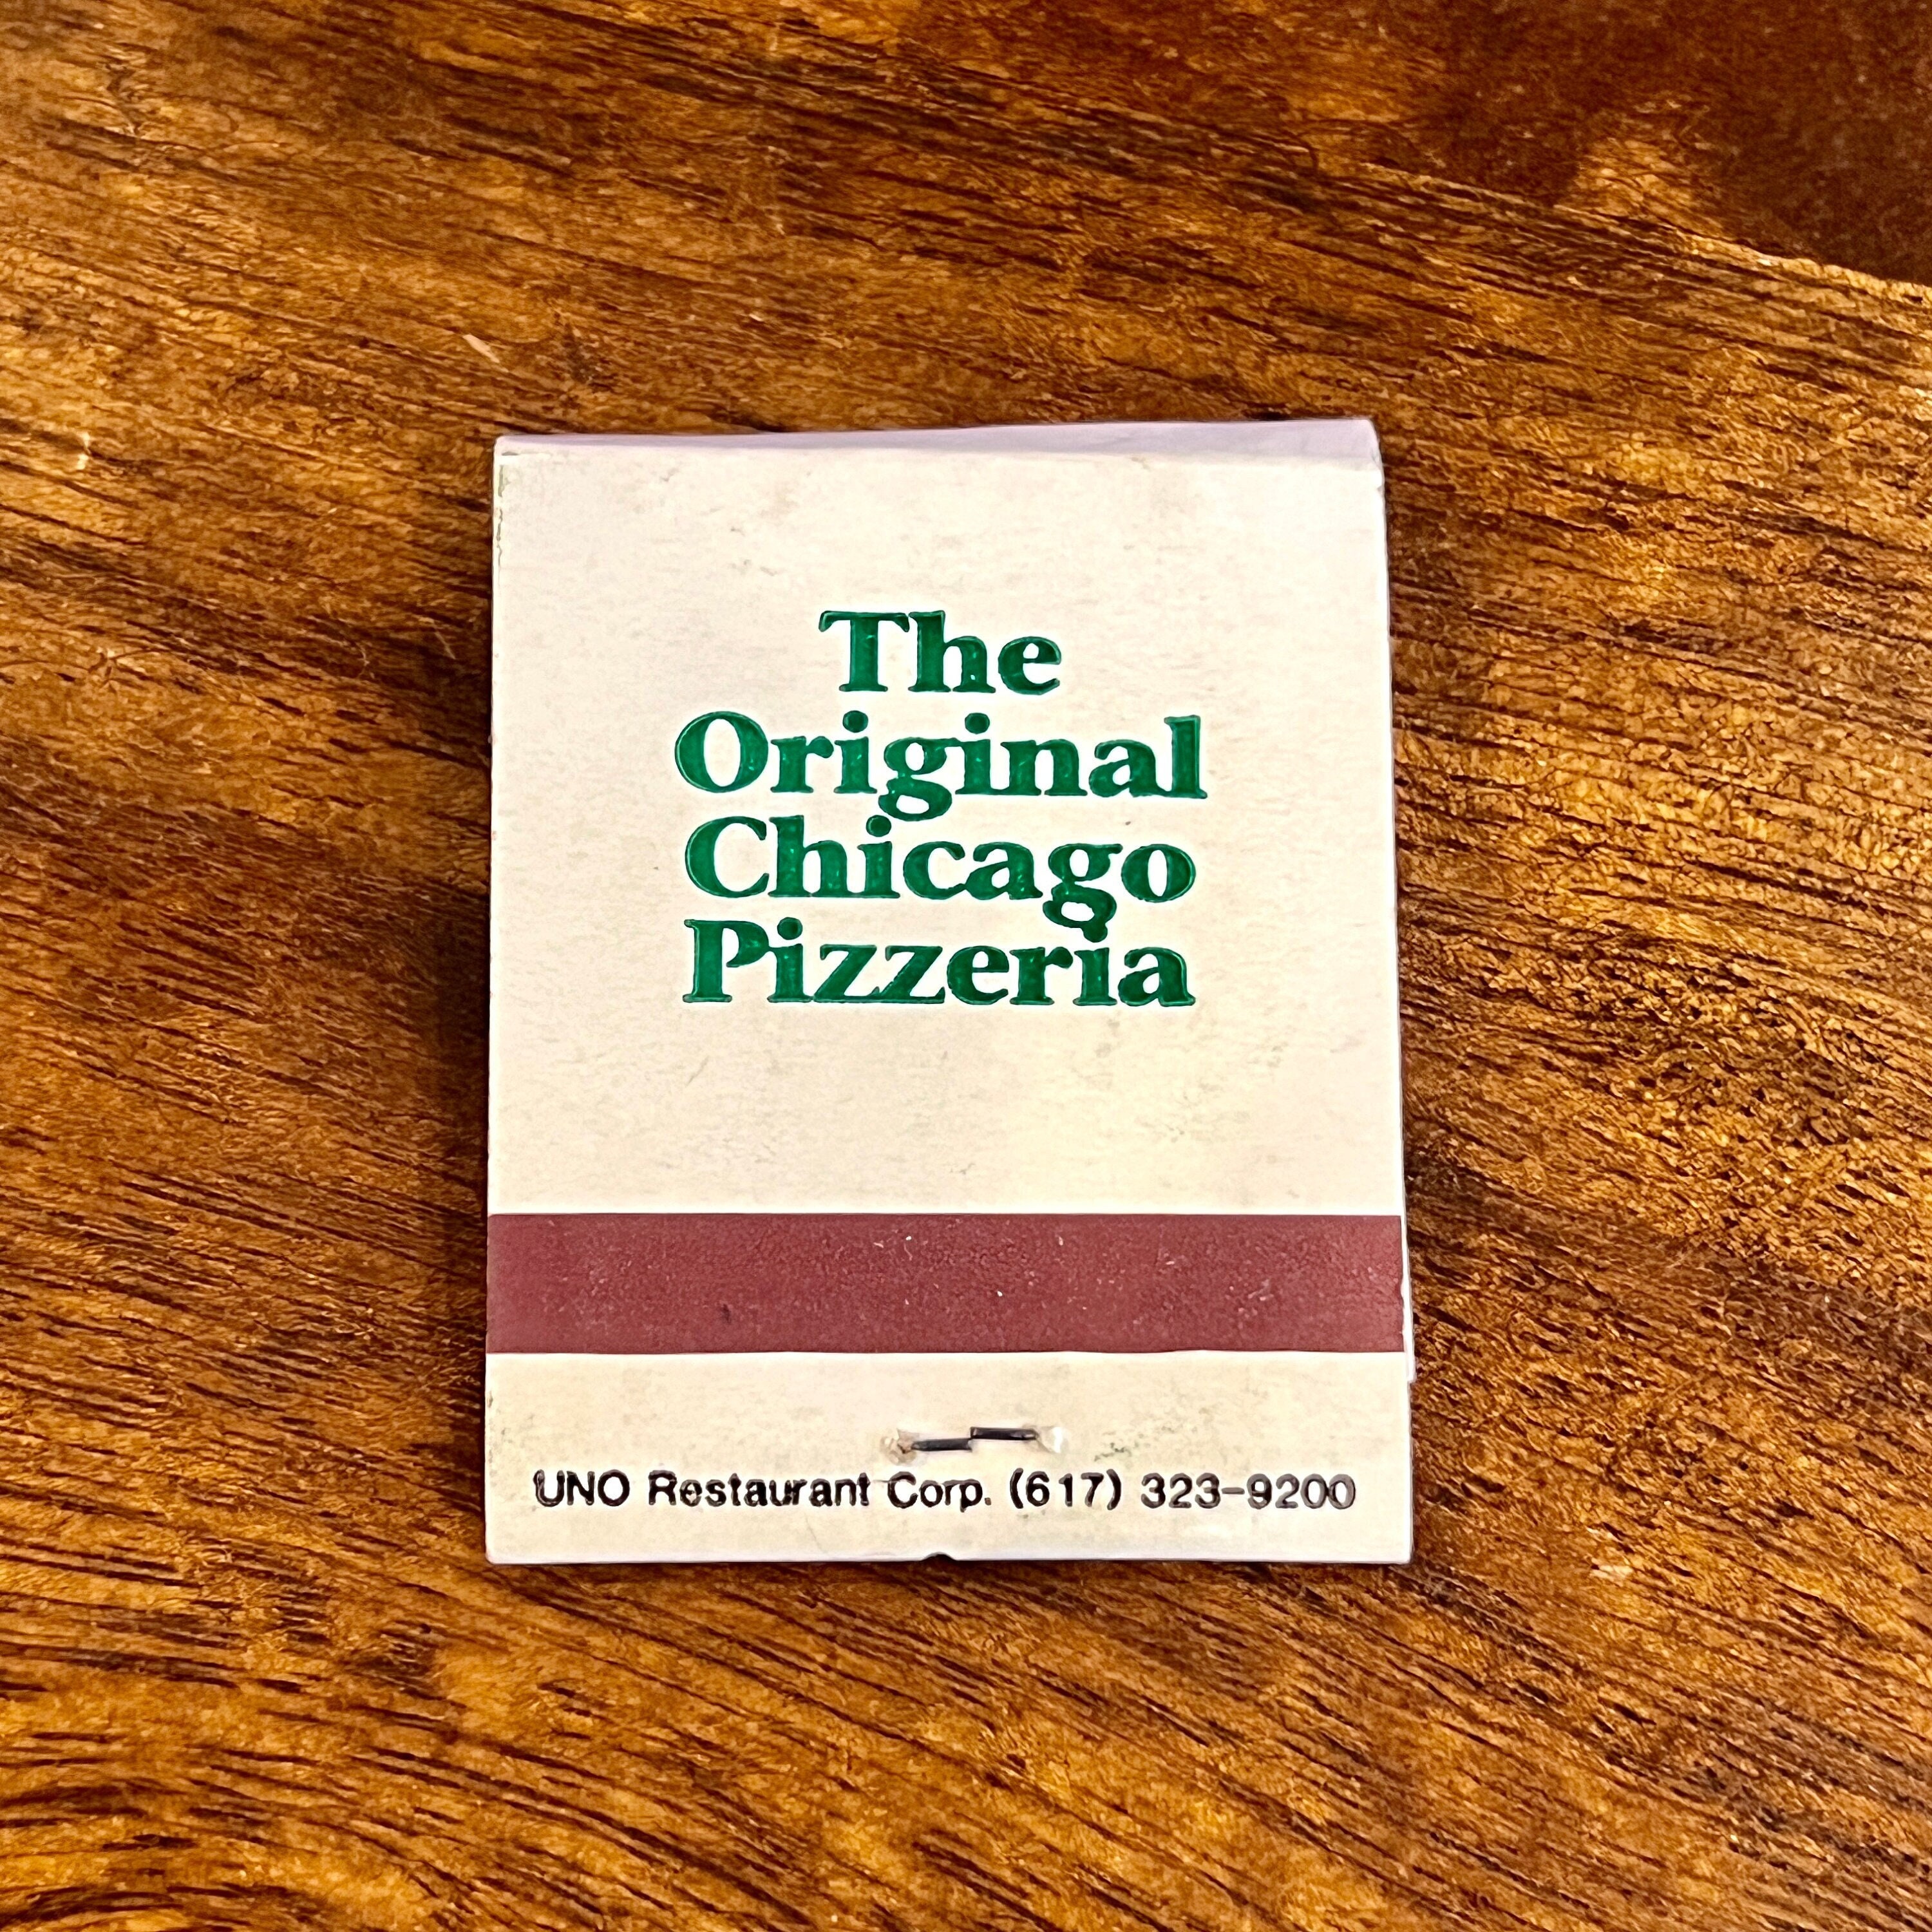 The
Original
Chicago
Pizzeria
UNO Restaurant Corp. (617) 323-9200